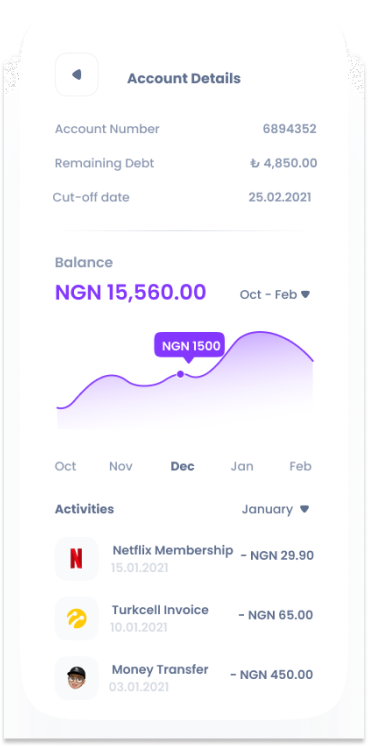 Account Details
Account Number 6894352
Remaining Debt ₺ 4,850.00
Cut-off date 25.02.2021
Balance
NGN 15,560.00 Oct - Feb
NGN 1500
Oct Nov Dec Jan Feb
Activities January
Netflix Membership - NGN 29.90
15.01.2021
Turkcell Invoice - NGN 65.00
10.01.2021
Money Transfer - NGN 450.00
03.01.2021